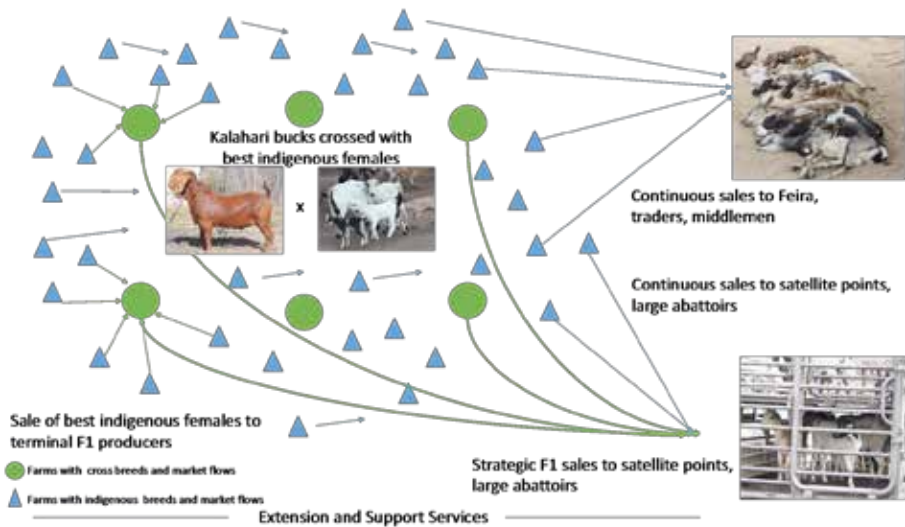 Kalahari bucks crossed with
best indigenous females
x
Continuous sales to Feira,
traders, middlemen
Continuous sales to satellite points,
large abattoirs
Sale of best indigenous females to
terminal F1 producers
Farms with cross breeds and market flows
Farms with indigenous breeds and market flows
Strategic F1 sales to satellite points,
large abattoirs
Extension and Support Services